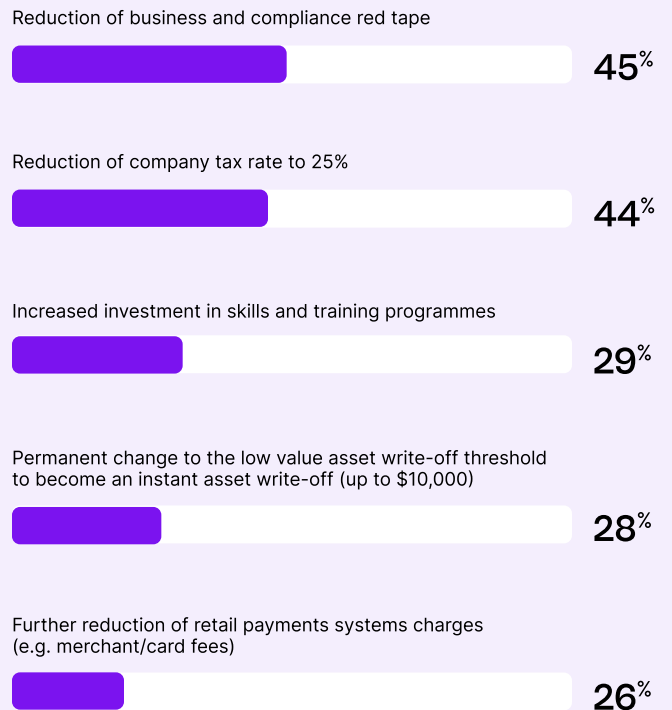 Reduction of business and compliance red tape
45%
Reduction of company tax rate to 25%
44%
Increased investment in skills and training programmes
29%
Permanent change to the low value asset write-off threshold
to become an instant asset write-off (up to $10,000)
28%
Further reduction of retail payments systems charges
(e.g. merchant/card fees)
26%